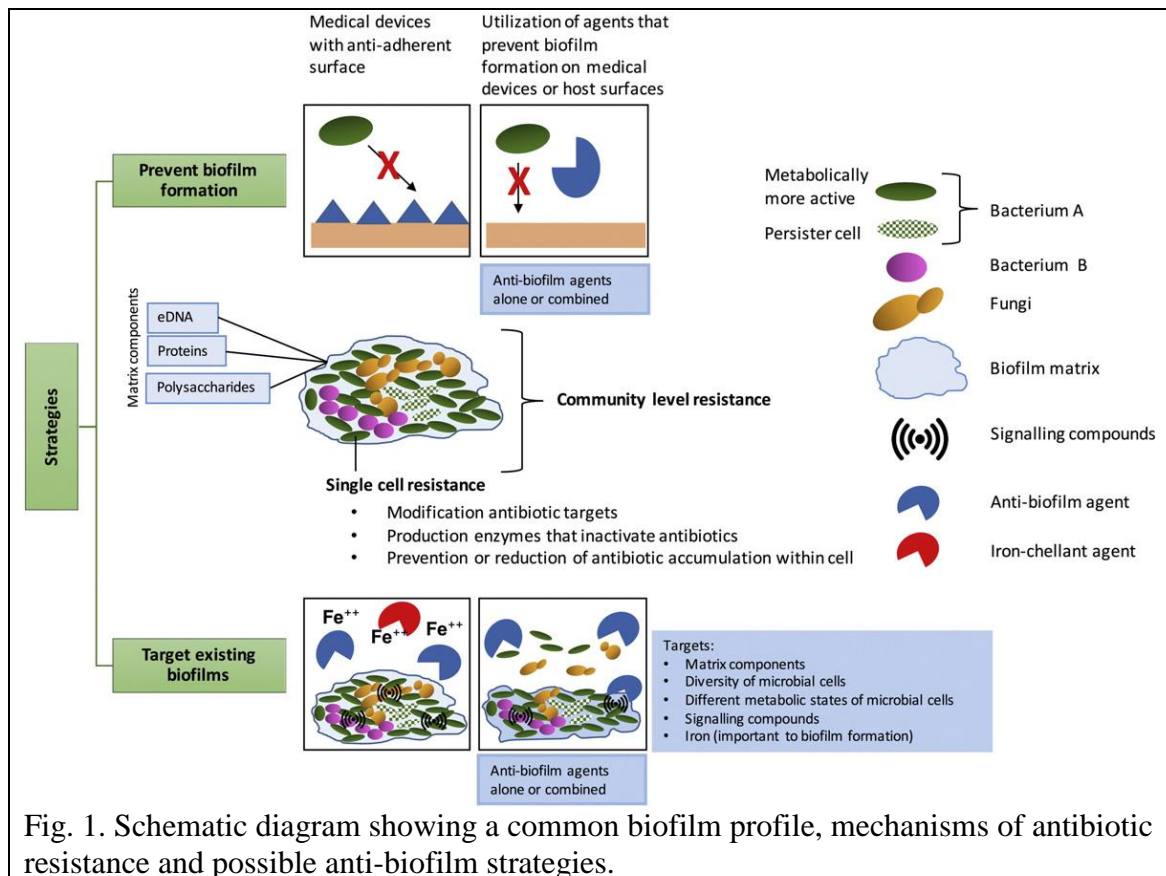 Medical devices
with anti-adherent
surface
Utilization of agents that
prevent biofilm
formation on medical
devices or host surfaces
Prevent biofilm
formation
X
X
Anti-biofilm agents
alone or combined
Metabolically
more active
Persister cell
Bacterium A
Bacterium B
Fungi
Biofilm matrix
Signalling compounds
Anti-biofilm agent
Iron-chellant agent
Strategies
Matrix components
eDNA
Proteins
Polysaccharides
Community level resistance
Single cell resistance
• Modification antibiotic targets
• Production enzymes that inactivate antibiotics
• Prevention or reduction of antibiotic accumulation within cell
Target existing
biofilms
Fe⁺⁺
Fe⁺⁺
Fe⁺⁺
Targets:
• Matrix components
• Diversity of microbial cells
• Different metabolic states of microbial cells
• Signalling compounds
• Iron (important to biofilm formation)
Anti-biofilm agents
alone or combined
Fig. 1. Schematic diagram showing a common biofilm profile, mechanisms of antibiotic
resistance and possible anti-biofilm strategies.